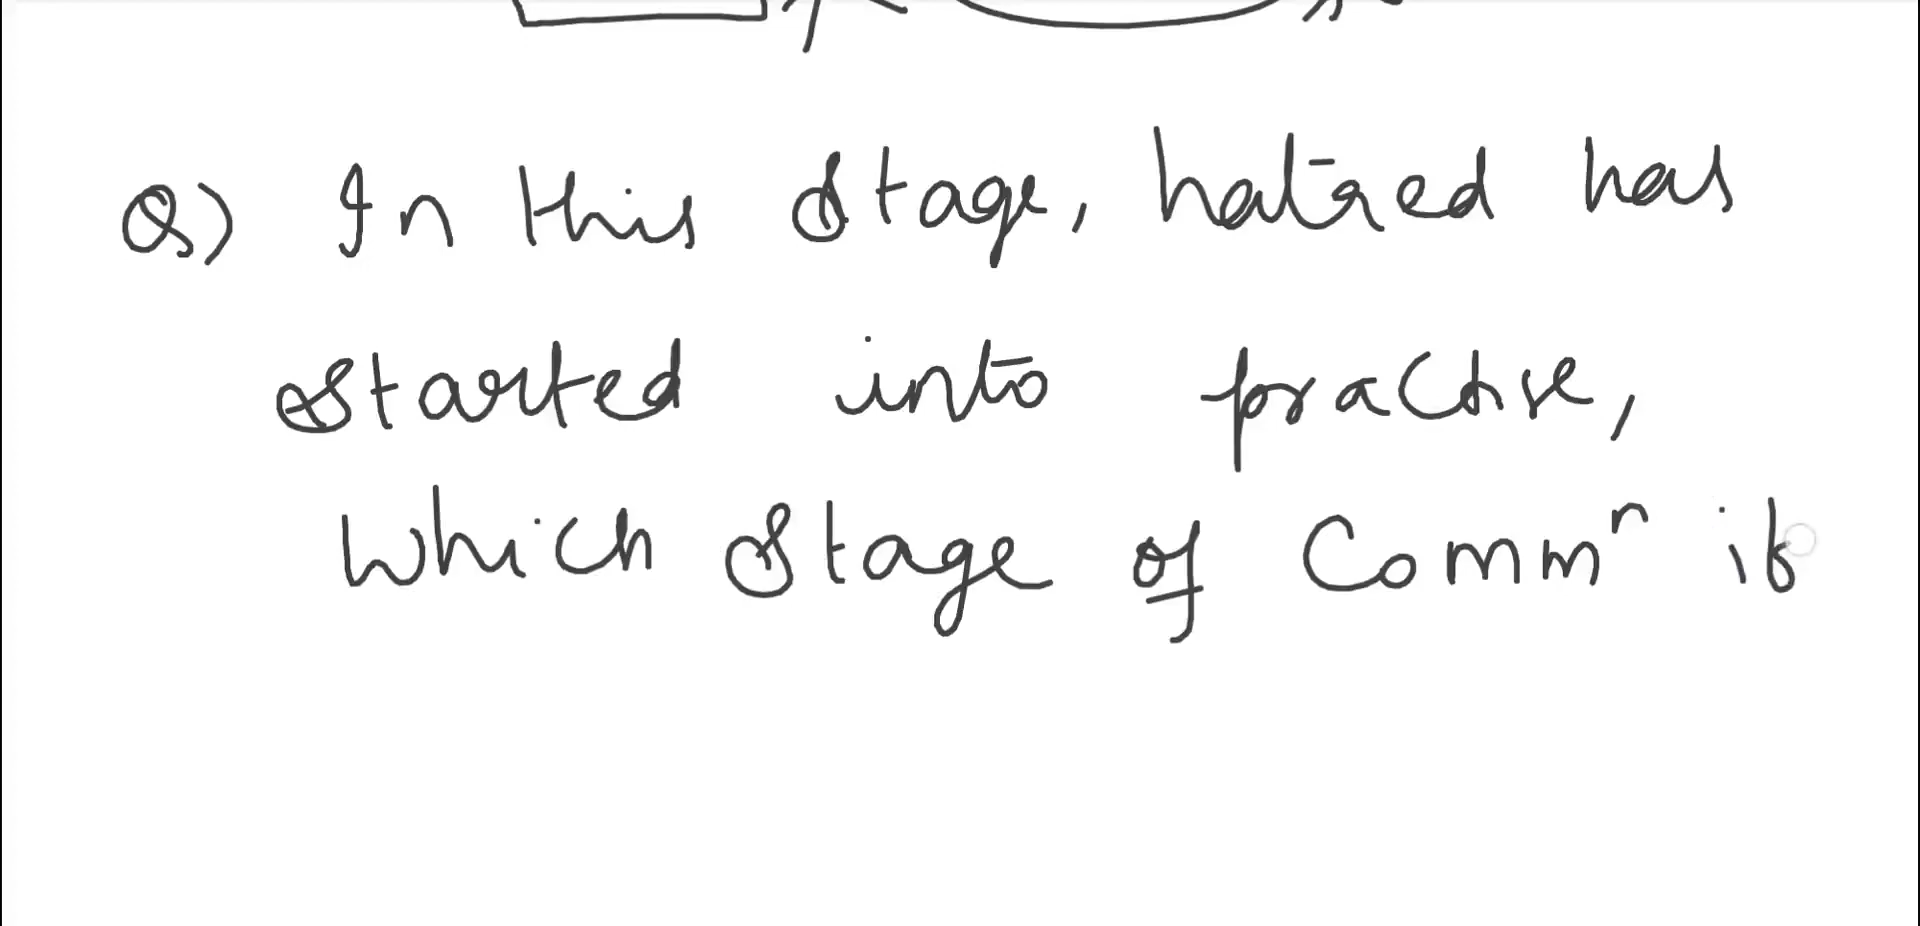 Q) In this stage, hatred has
started into practise,
which stage of Commⁿ is